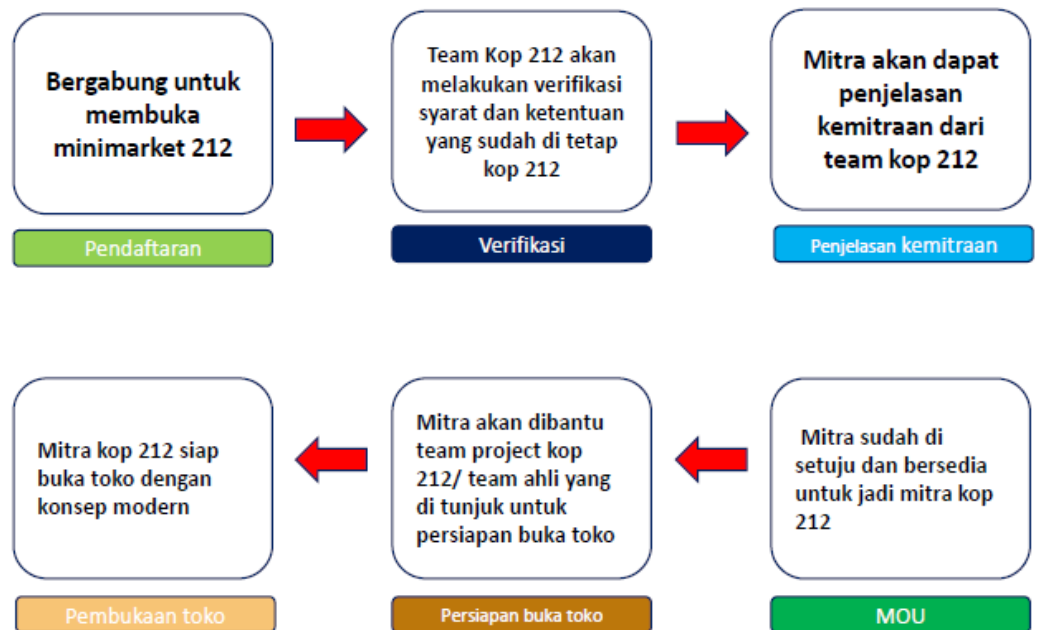 Bergabung untuk
membuka
minimarket 212
Pendaftaran
Team Kop 212 akan
melakukan verifikasi
syarat dan ketentuan
yang sudah di tetap
kop 212
Verifikasi
Mitra akan dapat
penjelasan
kemitraan dari
team kop 212
Penjelasan kemitraan
Mitra sudah di
setuju dan bersedia
untuk jadi mitra kop
212
MOU
Mitra akan dibantu
team project kop
212/ team ahli yang
di tunjuk untuk
persiapan buka toko
Persiapan buka toko
Mitra kop 212 siap
buka toko dengan
konsep modern
Pembukaan toko